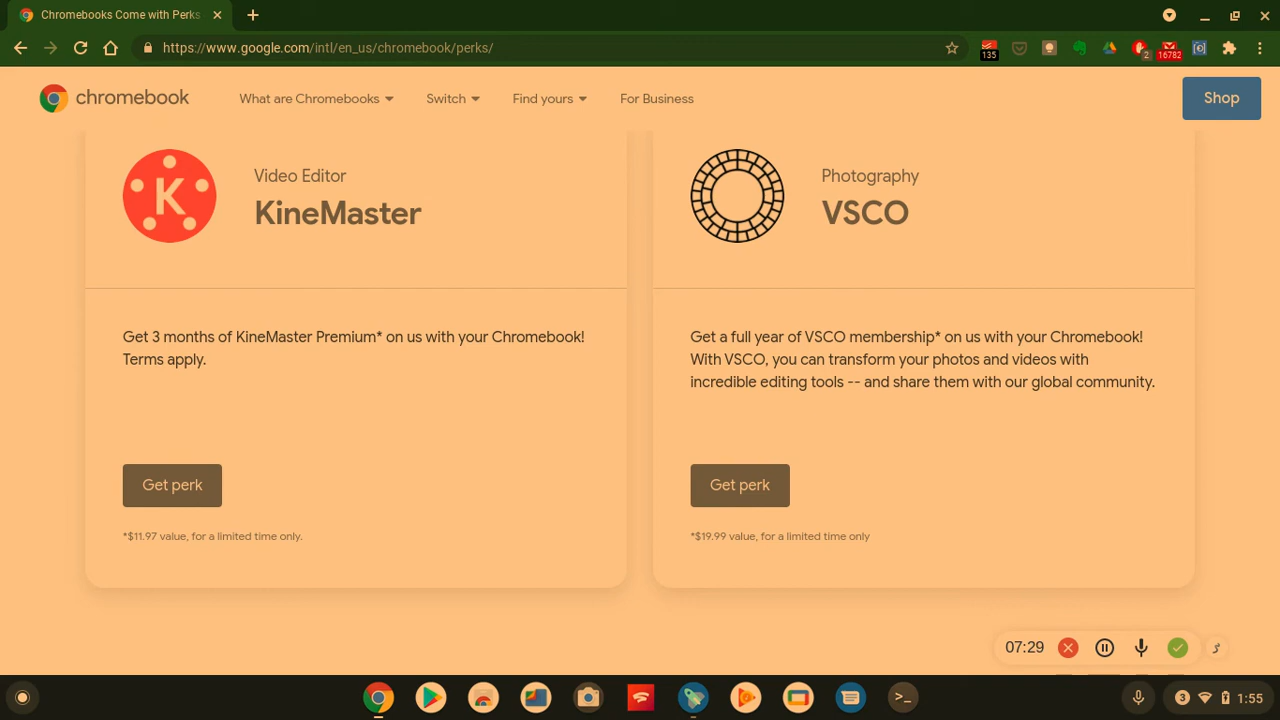 Chromebooks Come with Perks
https://www.google.com/intl/en_us/chromebook/perks/
135
2
16782
chromebook
What are Chromebooks
Switch
Find yours
For Business
Shop
K
Video Editor
KineMaster
Photography
VSCO
Get 3 months of KineMaster Premium* on us with your Chromebook!
Terms apply.
Get a full year of VSCO membership* on us with your Chromebook!
With VSCO, you can transform your photos and videos with
incredible editing tools -- and share them with our global community.
Get perk
Get perk
*$11.97 value, for a limited time only.
*$19.99 value, for a limited time only
07:29
>_
3
1:55